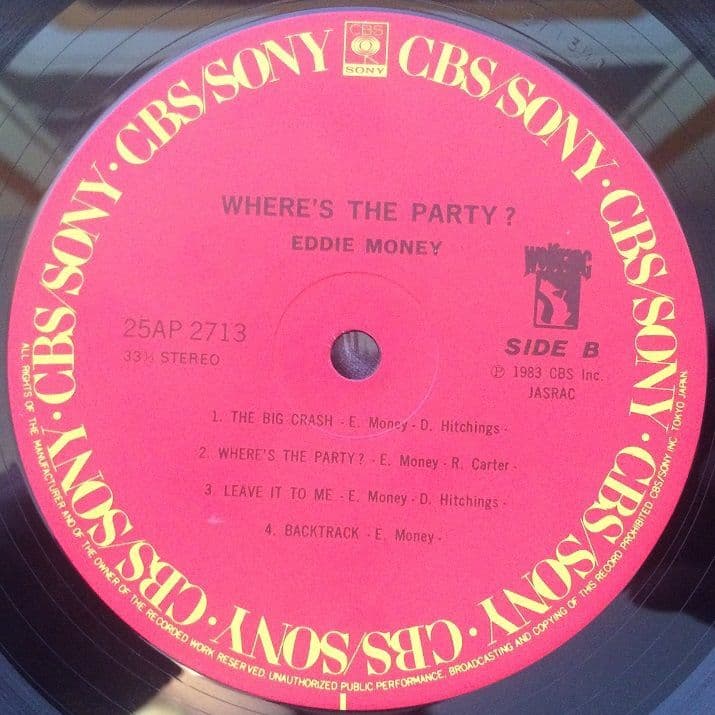 CBS/SONY · CBS/SONY · CBS/SONY · CBS/SONY · CBS/SONY · CBS/SONY · CBS/SONY · CBS/SONY
CBS
SONY
WHERE'S THE PARTY?
EDDIE MONEY
wolfgang
25AP 2713
33⅓ STEREO
SIDE B
Ⓟ 1983 CBS Inc.
JASRAC
1. THE BIG CRASH - E. Money - D. Hitchings -
2. WHERE'S THE PARTY? - E. Money - R. Carter -
3. LEAVE IT TO ME - E. Money - D. Hitchings -
4. BACKTRACK - E. Money -
ALL RIGHTS OF THE MANUFACTURER AND OF THE OWNER OF THE RECORDED WORK RESERVED. UNAUTHORIZED PUBLIC PERFORMANCE, BROADCASTING AND COPYING OF THIS RECORD PROHIBITED CBS/SONY INC. TOKYO JAPAN